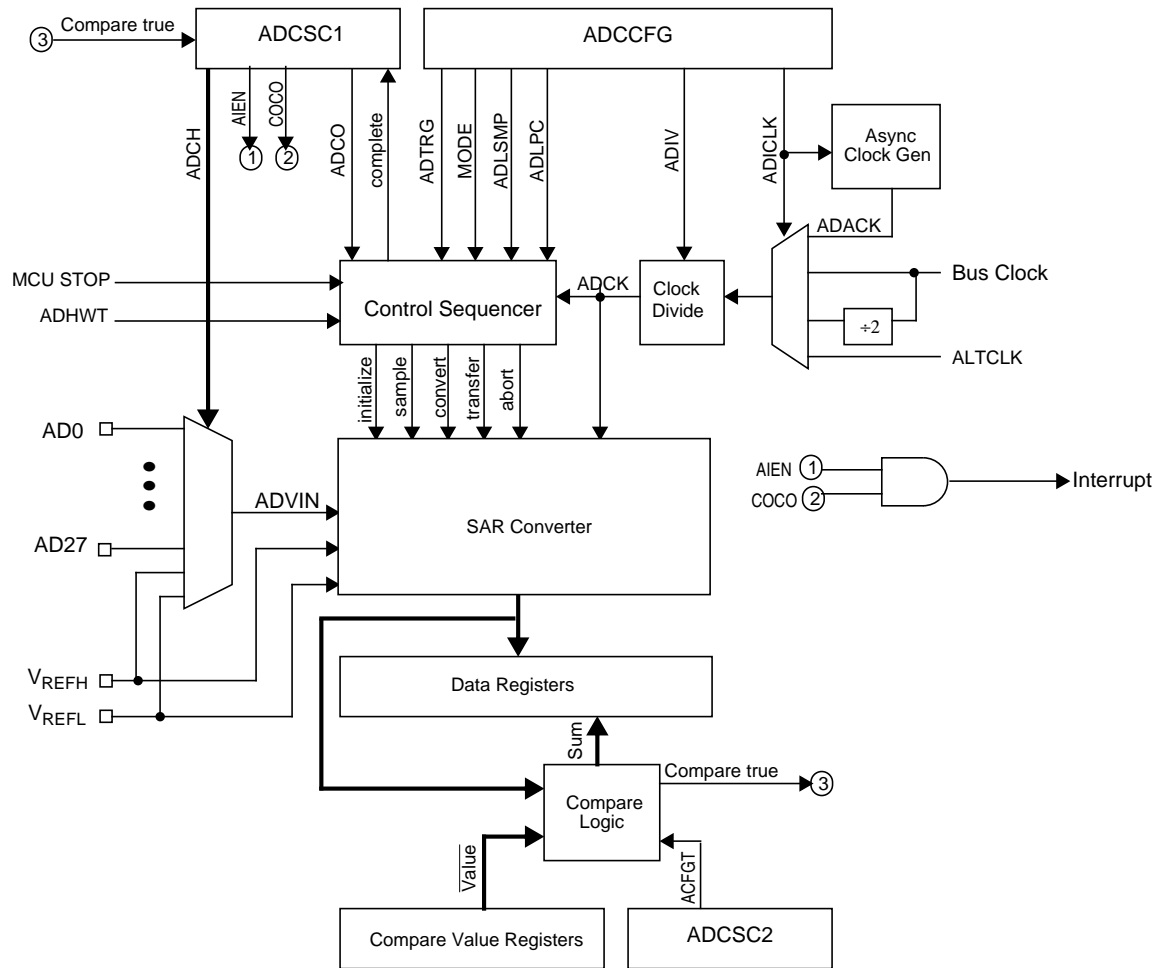 3 Compare true
ADCSC1
ADCCFG
ADCH
AIEN
COCO
1
2
ADCO
complete
ADTRG
MODE
ADLSMP
ADLPC
ADIV
ADICLK
Async
Clock Gen
ADACK
MCU STOP
ADHWT
Control Sequencer
ADCK
Clock
Divide
Bus Clock
÷2
ALTCLK
initialize
sample
convert
transfer
abort
AD0
AD27
ADVIN
SAR Converter
AIEN 1
COCO 2
Interrupt
VREFH
VREFL
Data Registers
Sum
Compare true
3
Compare
Logic
Value
ACFGT
Compare Value Registers
ADCSC2